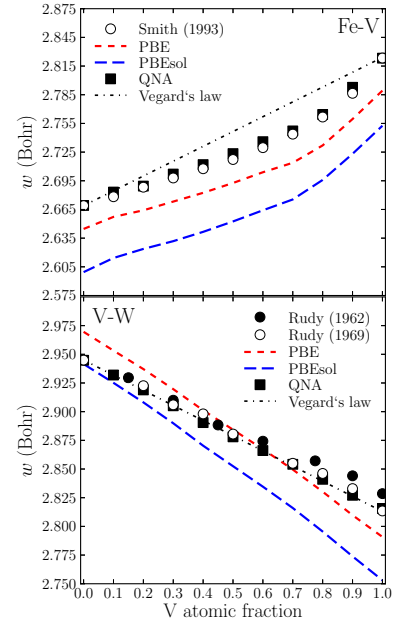 Fe-V
Smith (1993)
PBE
PBEsol
QNA
Vegard‘s law
2.875
2.845
2.815
2.785
2.755
2.725
2.695
2.665
2.635
2.605
2.575
w (Bohr)
V-W
Rudy (1962)
Rudy (1969)
PBE
PBEsol
QNA
Vegard‘s law
2.975
2.950
2.925
2.900
2.875
2.850
2.825
2.800
2.775
2.750
w (Bohr)
0.0 0.1 0.2 0.3 0.4 0.5 0.6 0.7 0.8 0.9 1.0
V atomic fraction